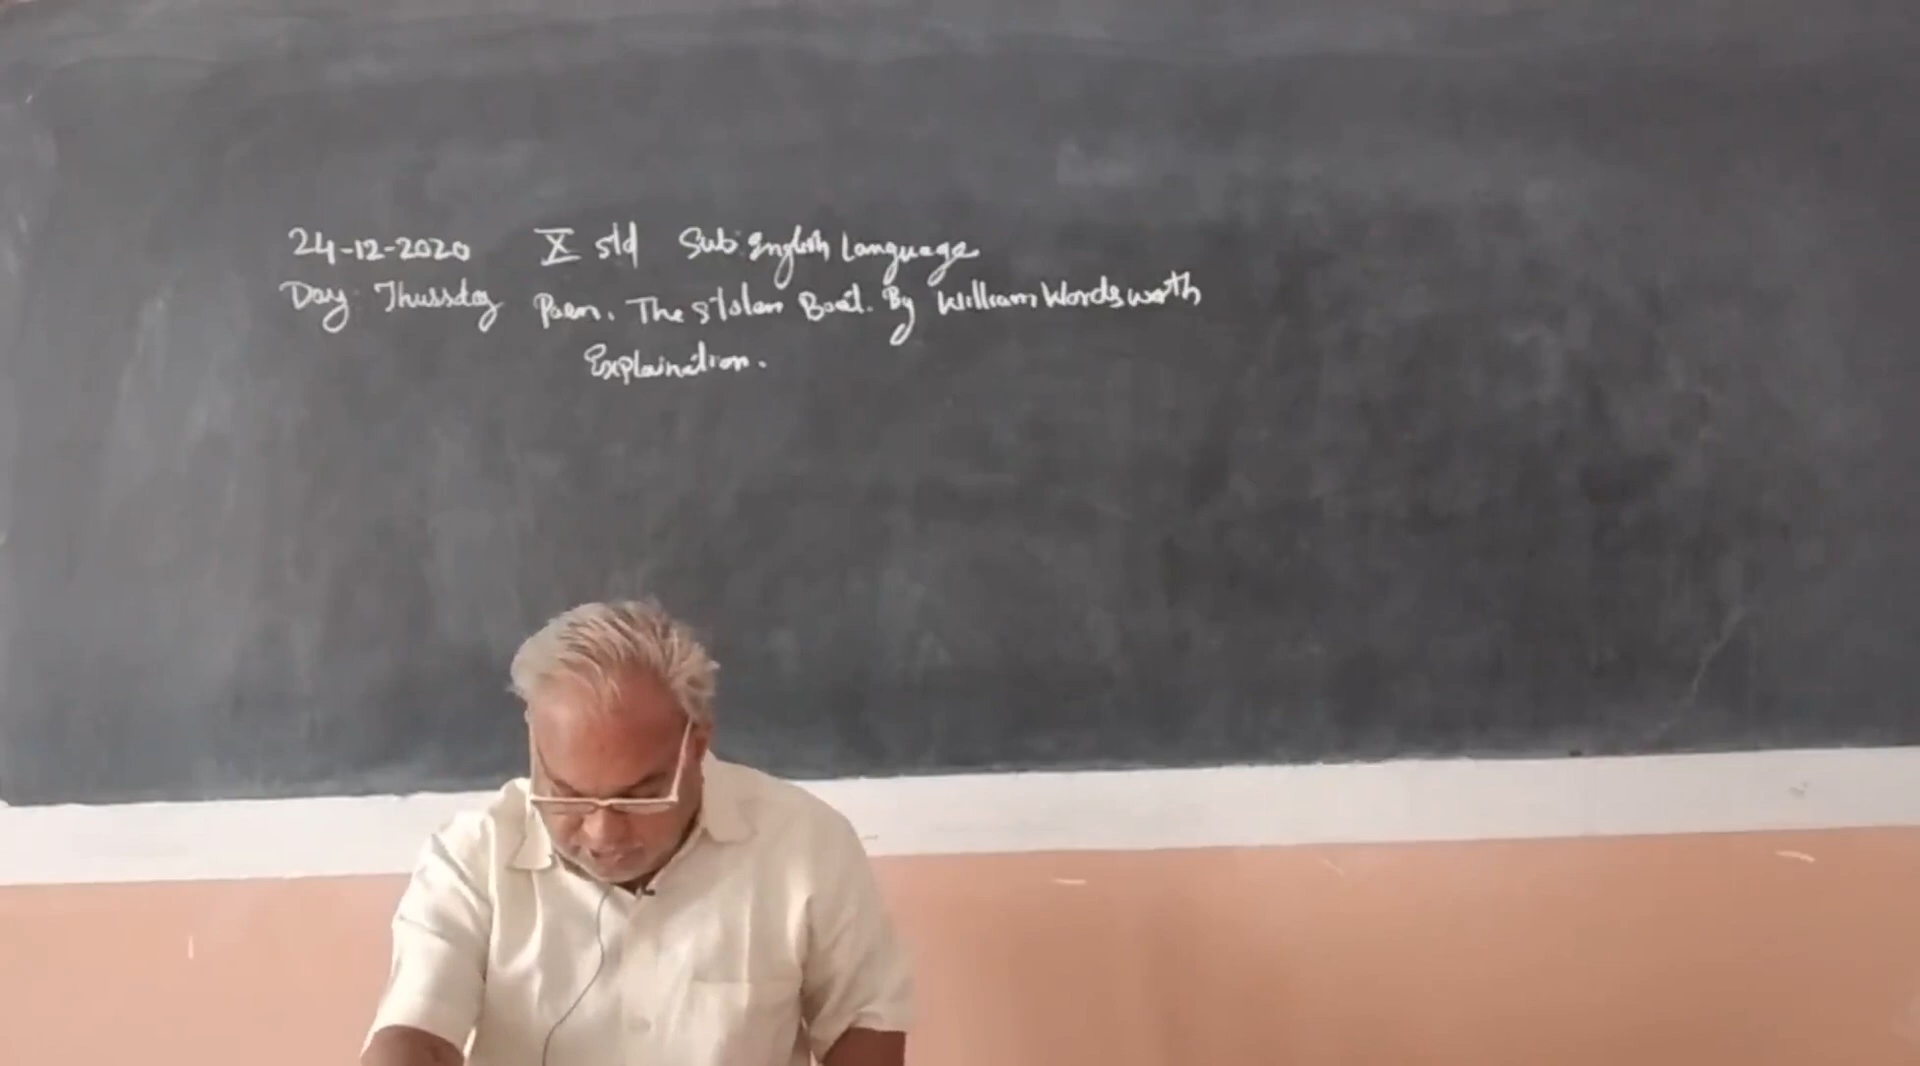 24-12-2020 X std Sub: English Language
Day: Thursday Poem. The Stolen Boat. By William Wordsworth
Explaination.